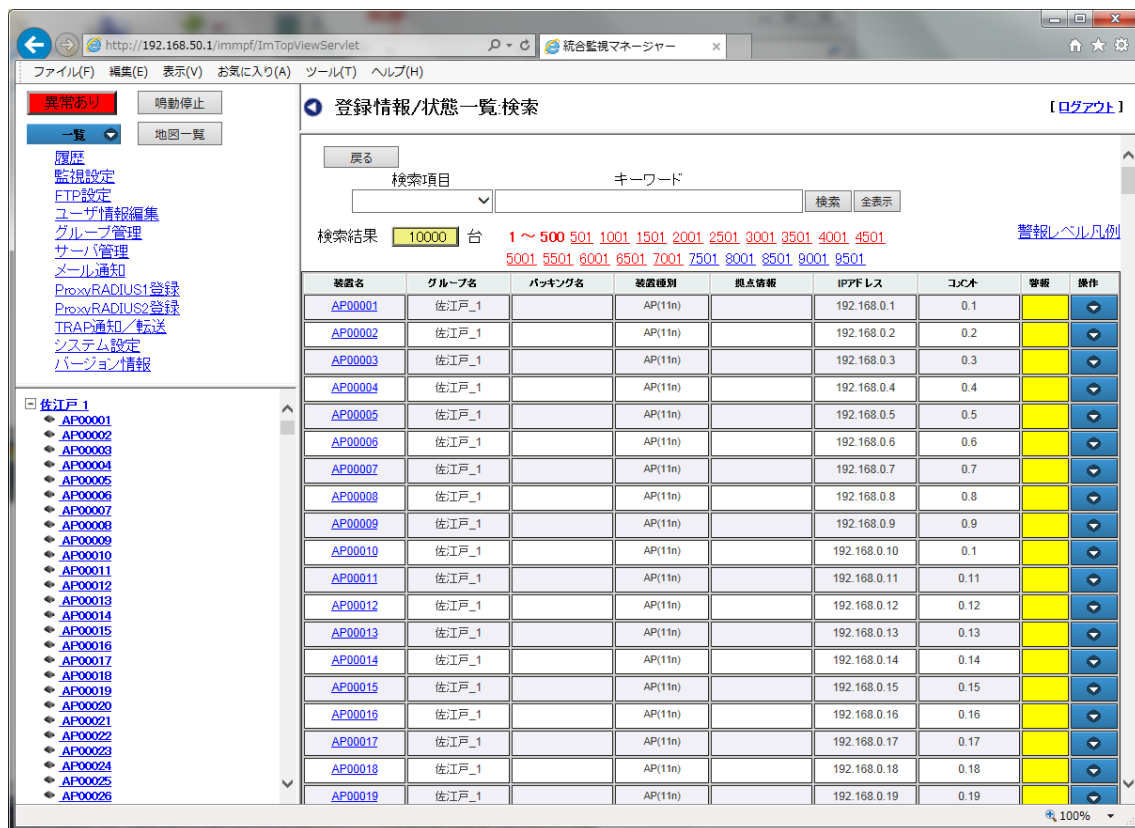 http://192.168.50.1/immpf/ImTopViewServlet
統合監視マネージャー
ファイル(F) 編集(E) 表示(V) お気に入り(A) ツール(T) ヘルプ(H)
異常あり 鳴動停止
一覧 地図一覧
履歴
監視設定
FTP設定
ユーザ情報編集
グループ管理
サーバ管理
メール通知
ProxyRADIUS1登録
ProxyRADIUS2登録
TRAP通知/転送
システム設定
バージョン情報
佐江戸 1
AP00001
AP00002
AP00003
AP00004
AP00005
AP00006
AP00007
AP00008
AP00009
AP00010
AP00011
AP00012
AP00013
AP00014
AP00015
AP00016
AP00017
AP00018
AP00019
AP00020
AP00021
AP00022
AP00023
AP00024
AP00025
AP00026
登録情報/状態一覧:検索 [ログアウト]
戻る
検索項目 キーワード
検索 全表示
検索結果 10000 台 1 ~ 500 501 1001 1501 2001 2501 3001 3501 4001 4501
警報レベル凡例
5001 5501 6001 6501 7001 7501 8001 8501 9001 9501
装置名 グループ名 パッキング名 装置種別 拠点情報 IPアドレス コメント 警報 操作
AP00001 佐江戸_1 AP(11n) 192.168.0.1 0.1
AP00002 佐江戸_1 AP(11n) 192.168.0.2 0.2
AP00003 佐江戸_1 AP(11n) 192.168.0.3 0.3
AP00004 佐江戸_1 AP(11n) 192.168.0.4 0.4
AP00005 佐江戸_1 AP(11n) 192.168.0.5 0.5
AP00006 佐江戸_1 AP(11n) 192.168.0.6 0.6
AP00007 佐江戸_1 AP(11n) 192.168.0.7 0.7
AP00008 佐江戸_1 AP(11n) 192.168.0.8 0.8
AP00009 佐江戸_1 AP(11n) 192.168.0.9 0.9
AP00010 佐江戸_1 AP(11n) 192.168.0.10 0.1
AP00011 佐江戸_1 AP(11n) 192.168.0.11 0.11
AP00012 佐江戸_1 AP(11n) 192.168.0.12 0.12
AP00013 佐江戸_1 AP(11n) 192.168.0.13 0.13
AP00014 佐江戸_1 AP(11n) 192.168.0.14 0.14
AP00015 佐江戸_1 AP(11n) 192.168.0.15 0.15
AP00016 佐江戸_1 AP(11n) 192.168.0.16 0.16
AP00017 佐江戸_1 AP(11n) 192.168.0.17 0.17
AP00018 佐江戸_1 AP(11n) 192.168.0.18 0.18
AP00019 佐江戸_1 AP(11n) 192.168.0.19 0.19
100%